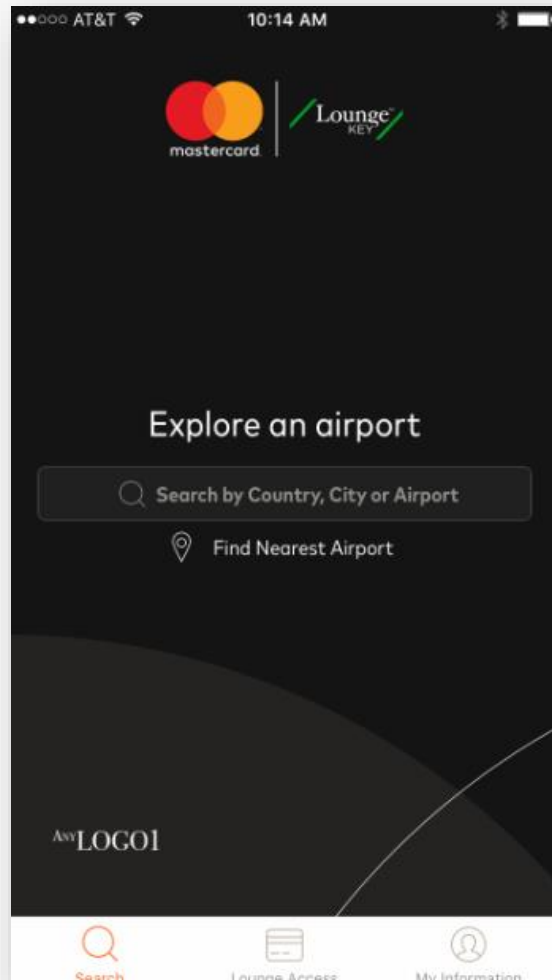 AT&T 10:14 AM
mastercard
Lounge
KEY
Explore an airport
Search by Country, City or Airport
Find Nearest Airport
ANYLOGO1
Search Lounge Access My Information